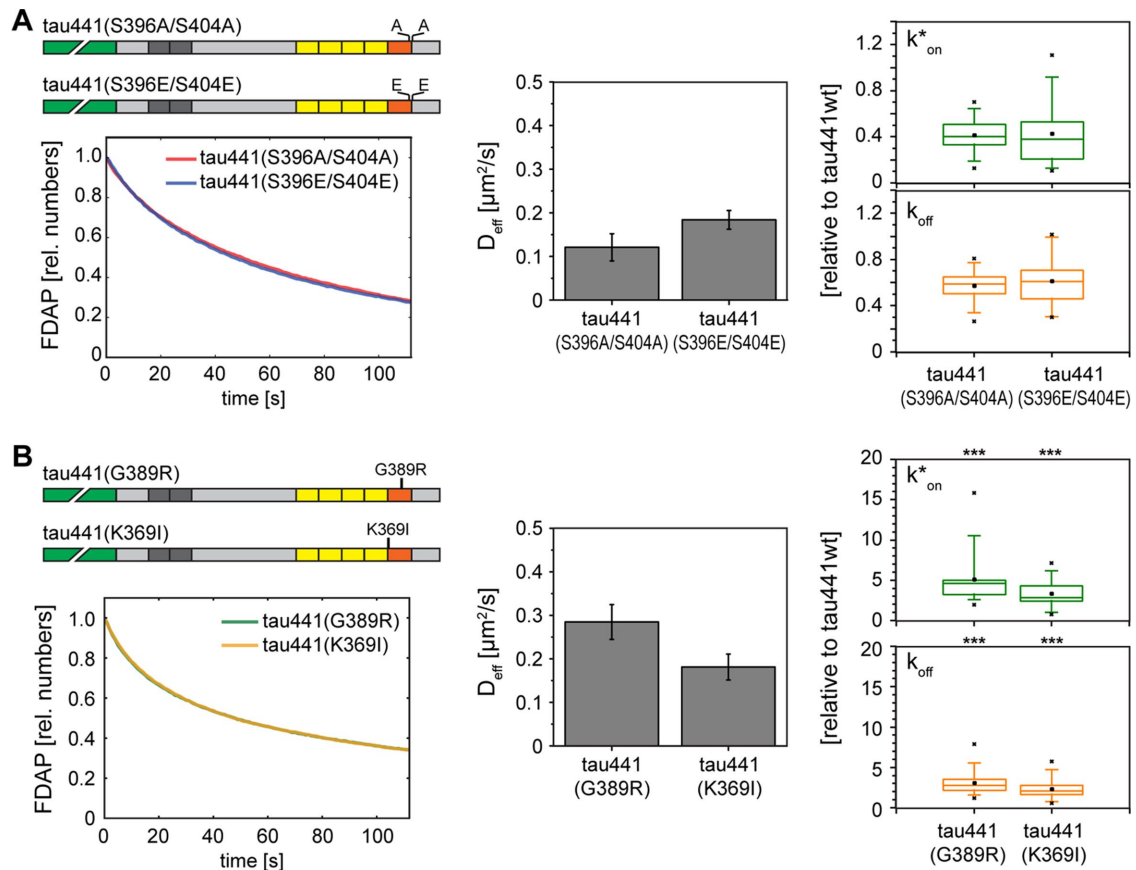 A
tau441(S396A/S404A)
A A
tau441(S396E/S404E)
E E
FDAP [rel. numbers]
1.0
0.8
0.6
0.4
0.2
0
tau441(S396A/S404A)
tau441(S396E/S404E)
0 20 40 60 80 100
time [s]
D_eff [µm²/s]
0.5
0.4
0.3
0.2
0.1
0
tau441 tau441
(S396A/S404A) (S396E/S404E)
[relative to tau441wt]
k*on
1.2
0.8
0.4
0
koff
1.2
0.6
0
tau441 tau441
(S396A/S404A) (S396E/S404E)
B
tau441(G389R)
G389R
tau441(K369I)
K369I
FDAP [rel. numbers]
1.0
0.8
0.6
0.4
0.2
0
tau441(G389R)
tau441(K369I)
0 20 40 60 80 100
time [s]
D_eff [µm²/s]
0.5
0.4
0.3
0.2
0.1
0
tau441 tau441
(G389R) (K369I)
[relative to tau441wt]
*** ***
k*on
20
15
10
5
0
*** ***
koff
20
15
10
5
0
tau441 tau441
(G389R) (K369I)